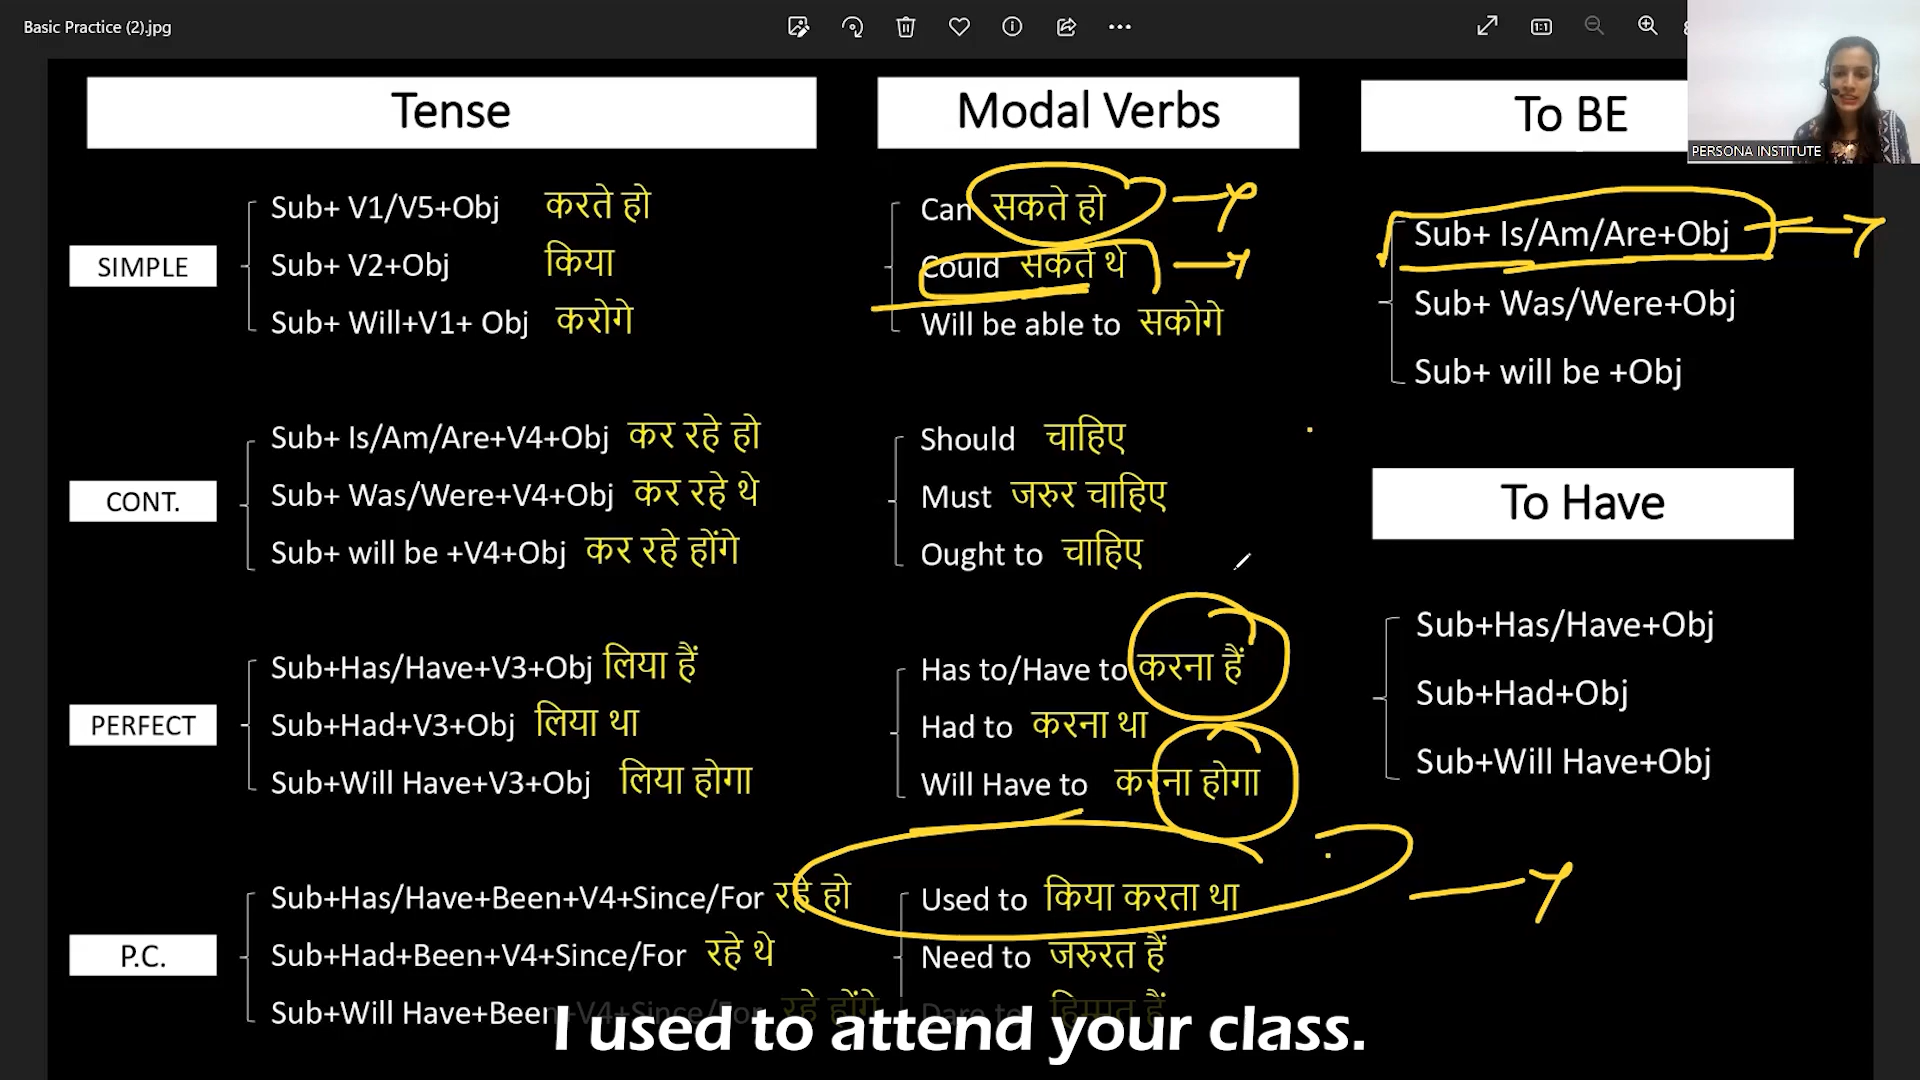 Basic Practice (2).jpg
PERSONA INSTITUTE
Tense
SIMPLE
Sub+ V1/V5+Obj करते हो
Sub+ V2+Obj किया
Sub+ Will+V1+ Obj करोगे
CONT.
Sub+ Is/Am/Are+V4+Obj कर रहे हो
Sub+ Was/Were+V4+Obj कर रहे थे
Sub+ will be +V4+Obj कर रहे होंगे
PERFECT
Sub+Has/Have+V3+Obj लिया हैं
Sub+Had+V3+Obj लिया था
Sub+Will Have+V3+Obj लिया होगा
P.C.
Sub+Has/Have+Been+V4+Since/For रहे हो
Sub+Had+Been+V4+Since/For रहे थे
Sub+Will Have+Been+V4+Since/For रहे होंगे
Modal Verbs
Can सकते हो
Could सकते थे
Will be able to सकोगे
Should चाहिए
Must जरुर चाहिए
Ought to चाहिए
Has to/Have to करना हैं
Had to करना था
Will Have to करना होगा
Used to किया करता था
Need to जरुरत हैं
Dare to हिम्मत हैं
To BE
Sub+ Is/Am/Are+Obj
Sub+ Was/Were+Obj
Sub+ will be +Obj
To Have
Sub+Has/Have+Obj
Sub+Had+Obj
Sub+Will Have+Obj
I used to attend your class.